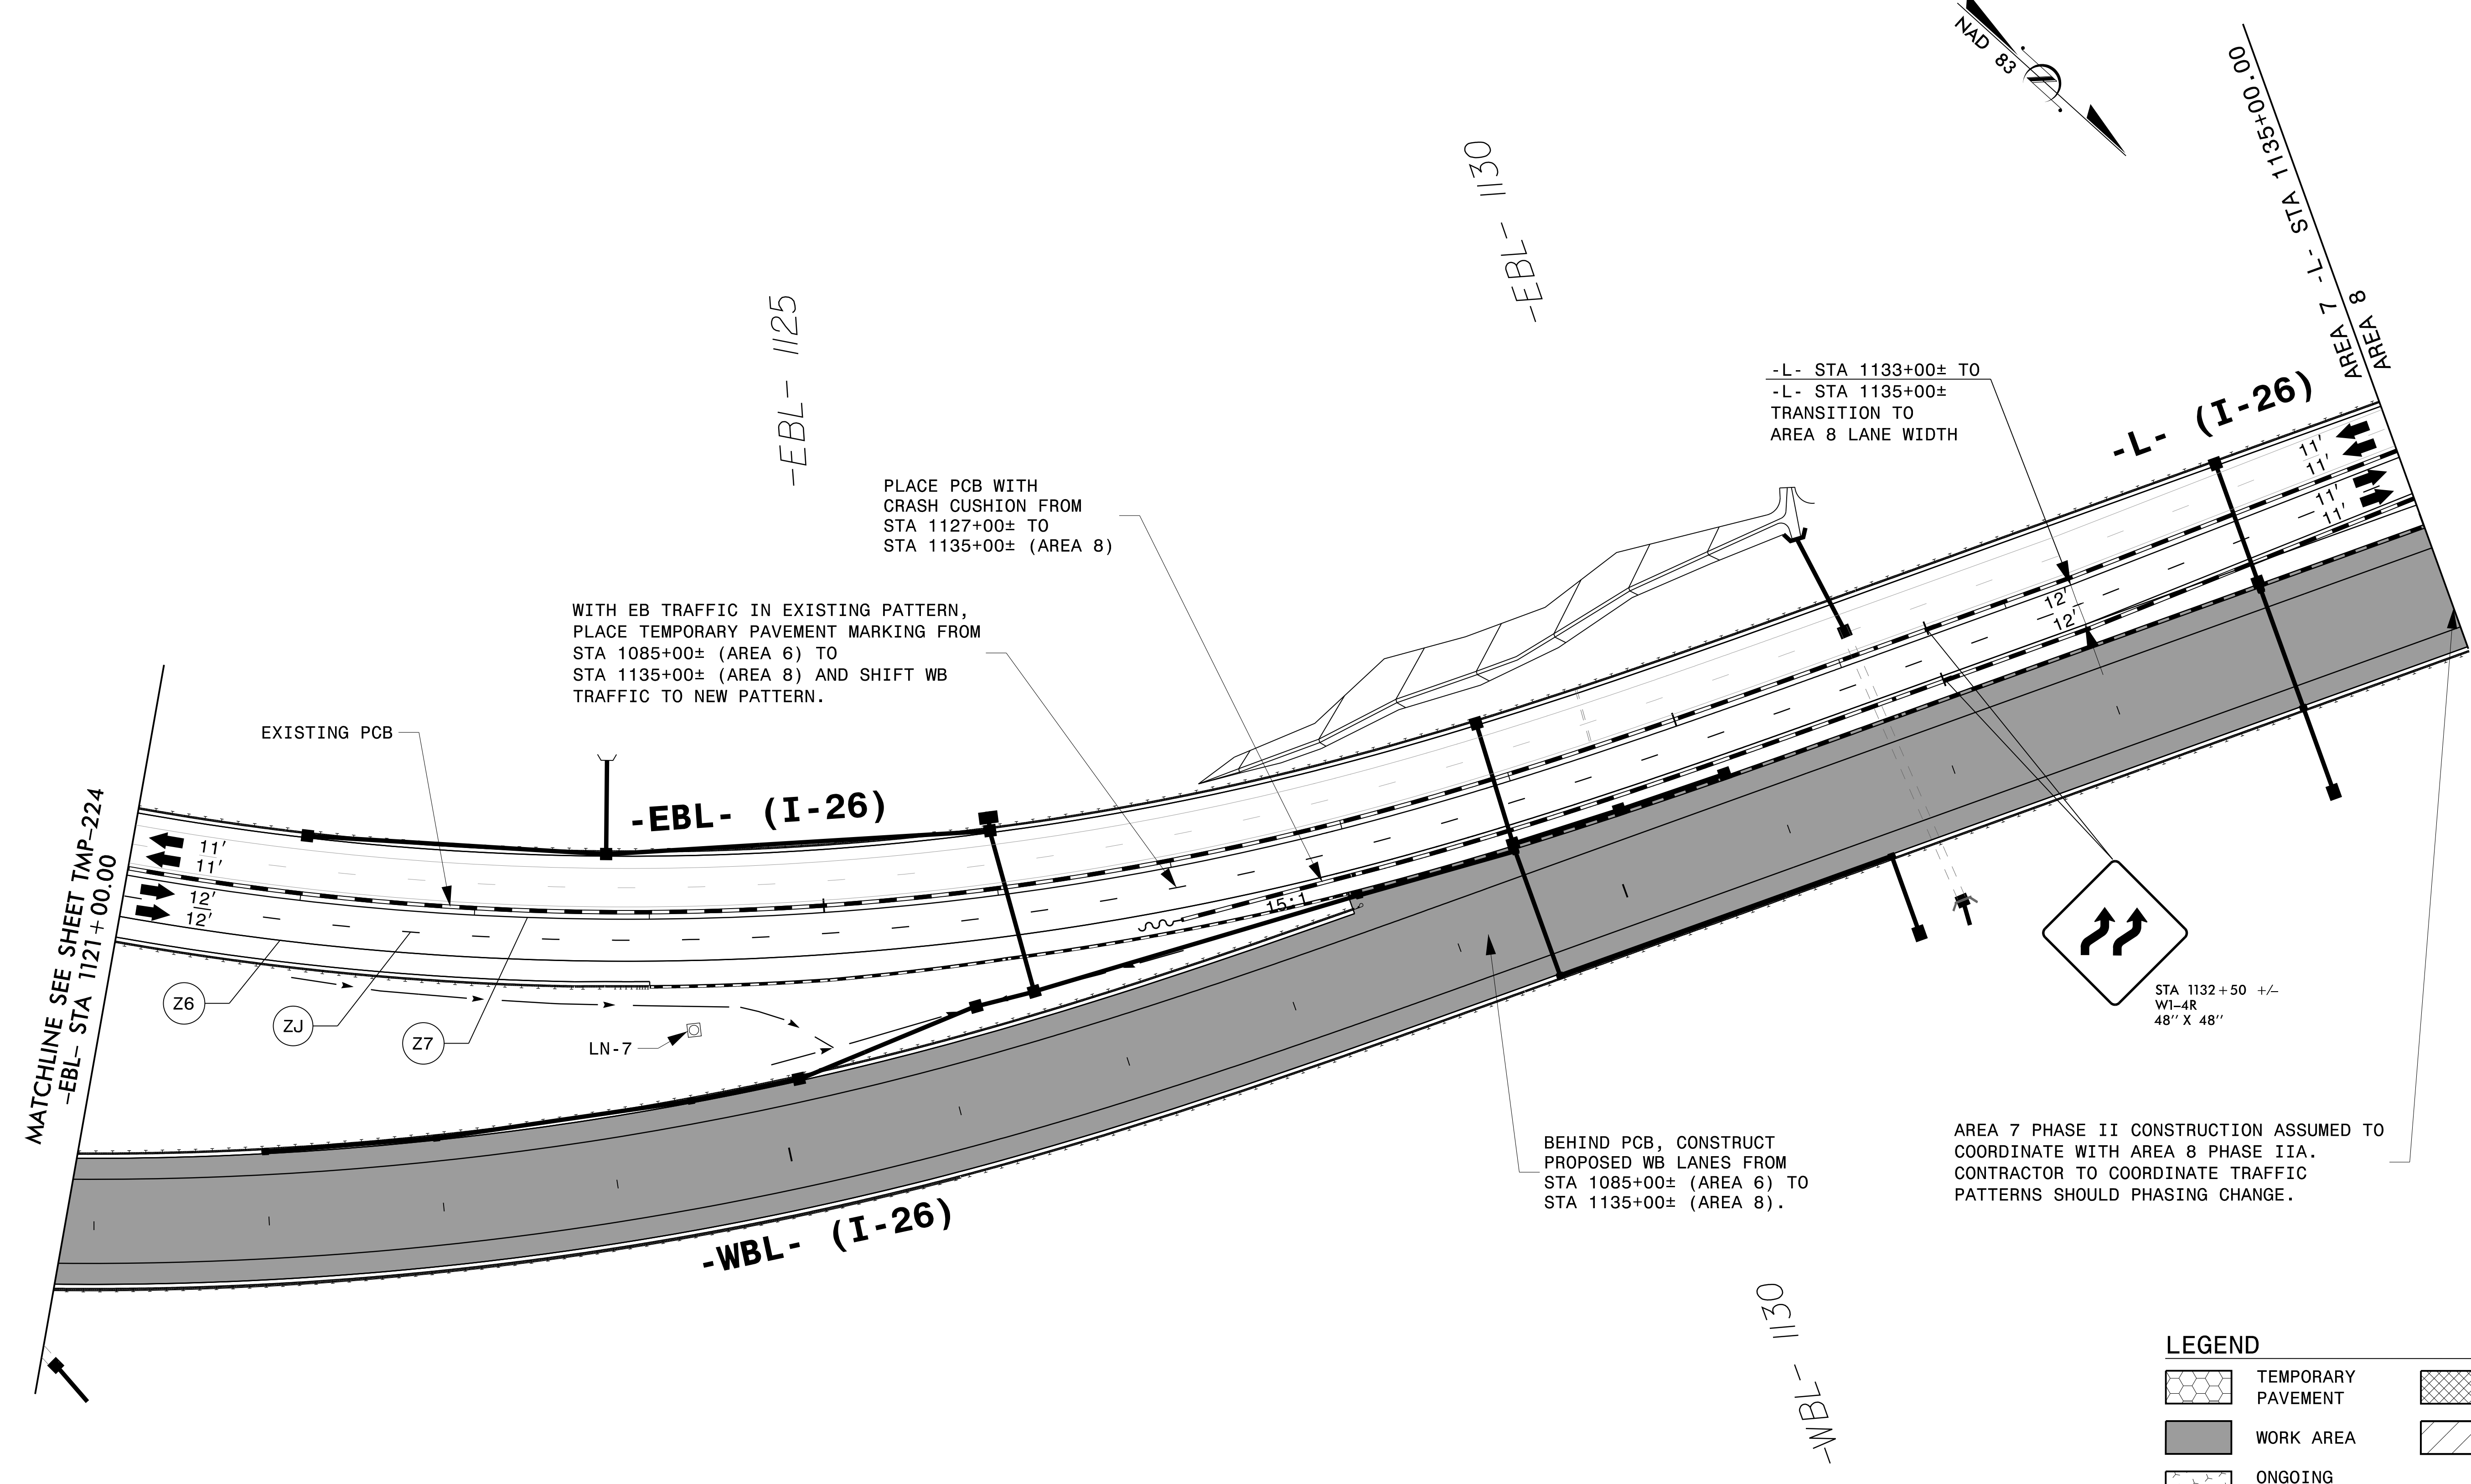 NAD 83
-L- STA 1135+00.00
AREA 7
AREA 8
-EBL- 1130
-EBL- 1125
-L- STA 1133+00± TO
-L- STA 1135+00±
TRANSITION TO
AREA 8 LANE WIDTH
-L- (I-26)
11'
11'
11'
11'
PLACE PCB WITH
CRASH CUSHION FROM
STA 1127+00± TO
STA 1135+00± (AREA 8)
WITH EB TRAFFIC IN EXISTING PATTERN,
PLACE TEMPORARY PAVEMENT MARKING FROM
STA 1085+00± (AREA 6) TO
STA 1135+00± (AREA 8) AND SHIFT WB
TRAFFIC TO NEW PATTERN.
12'
12'
EXISTING PCB
-EBL- (I-26)
MATCHLINE SEE SHEET TMP-224
-EBL- STA 1121+00.00
11'
11'
12'
12'
15:1
Z6
ZJ
Z7
LN-7
STA 1132+50 +/-
W1-4R
48" X 48"
BEHIND PCB, CONSTRUCT
PROPOSED WB LANES FROM
STA 1085+00± (AREA 6) TO
STA 1135+00± (AREA 8).
AREA 7 PHASE II CONSTRUCTION ASSUMED TO
COORDINATE WITH AREA 8 PHASE IIA.
CONTRACTOR TO COORDINATE TRAFFIC
PATTERNS SHOULD PHASING CHANGE.
-WBL- (I-26)
-WBL- 1130
LEGEND
TEMPORARY
PAVEMENT
WORK AREA
ONGOING